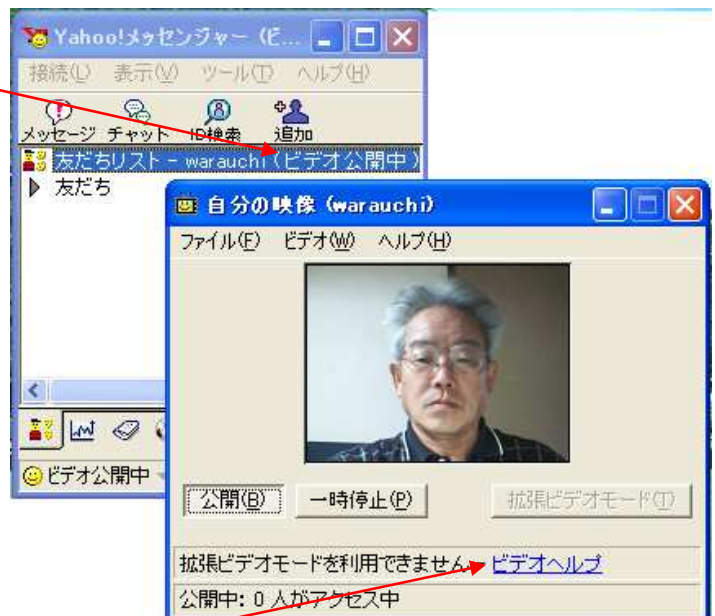 Yahoo!メッセンジャー (ビ...
接続(L) 表示(V) ツール(T) ヘルプ(H)
メッセージ チャット ID検索 追加
友だちリスト - warauchi(ビデオ公開中)
友だち
自分の映像 (warauchi)
ファイル(F) ビデオ(W) ヘルプ(H)
公開(B) 一時停止(P) 拡張ビデオモード(T)
ビデオ公開中
拡張ビデオモードを利用できません - ビデオヘルプ
公開中: 0 人がアクセス中